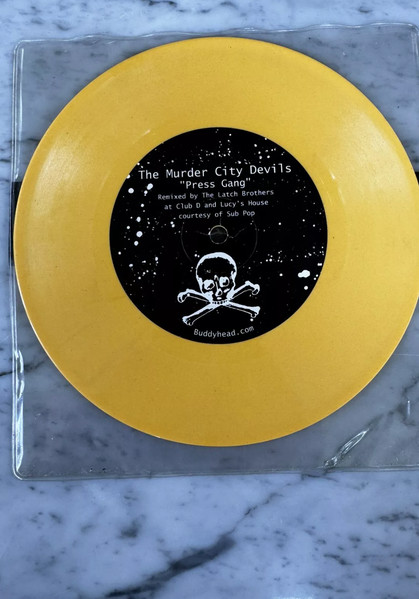 The Murder City Devils
"Press Gang"
Remixed by The Latch Brothers
at Club D and Lucy's House
courtesy of Sub Pop
Buddyhead.com